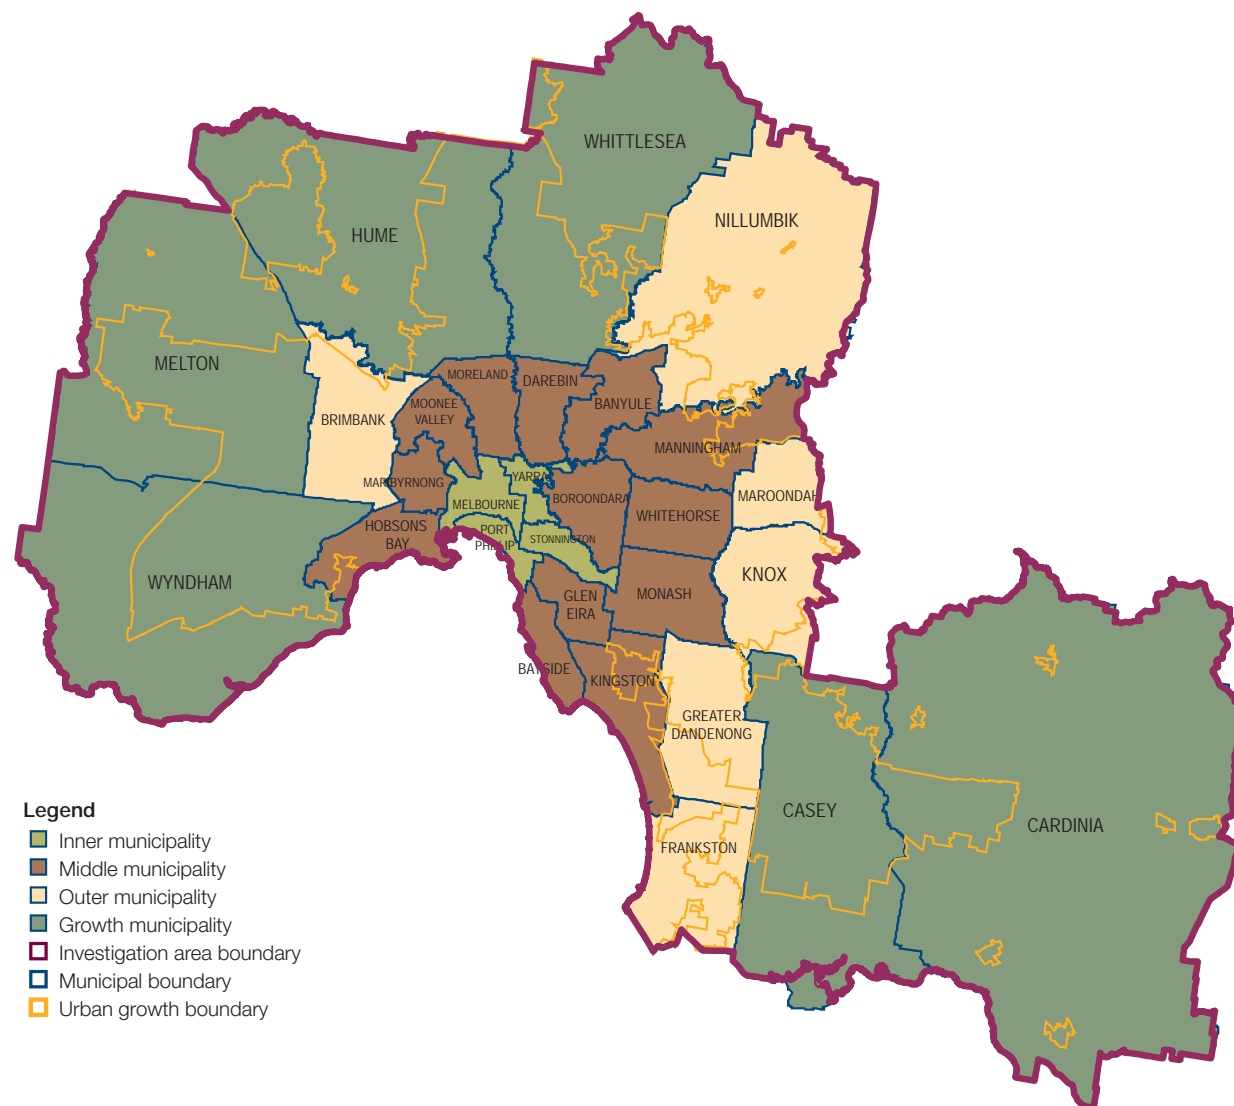 WHITTLESEA
NILLUMBIK
HUME
MELTON
MORELAND
DAREBIN
BANYULE
MOONEE
VALLEY
BRIMBANK
MANNINGHAM
MARIBYRNONG
YARRA
MAROONDAH
BOROONDARA
MELBOURNE
WHITEHORSE
HOBSONS
BAY
PORT
PHILLIP
STONNINGTON
WYNDHAM
KNOX
GLEN
EIRA
MONASH
BAYSIDE
KINGSTON
GREATER
DANDENONG
CASEY
CARDINIA
FRANKSTON
Legend
Inner municipality
Middle municipality
Outer municipality
Growth municipality
Investigation area boundary
Municipal boundary
Urban growth boundary